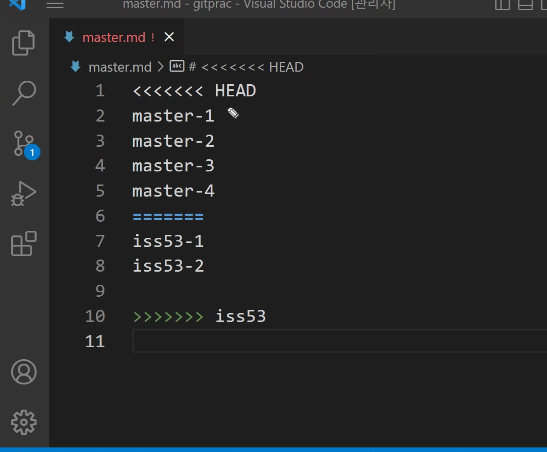 master.md - gitprac - Visual Studio Code [관리자]
master.md !
master.md > # <<<<<<< HEAD
1 <<<<<<< HEAD
2 master-1
3 master-2
4 master-3
5 master-4
6 =======
7 iss53-1
8 iss53-2
9
10 >>>>>>> iss53
11
1